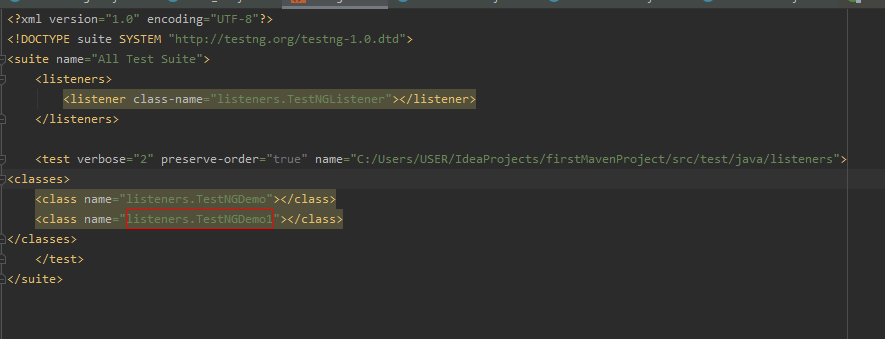 <?xml version="1.0" encoding="UTF-8"?>
<!DOCTYPE suite SYSTEM "http://testng.org/testng-1.0.dtd">
<suite name="All Test Suite">
<listeners>
<listener class-name="listeners.TestNGListener"></listener>
</listeners>
<test verbose="2" preserve-order="true" name="C:/Users/USER/IdeaProjects/firstMavenProject/src/test/java/listeners">
<classes>
<class name="listeners.TestNGDemo"></class>
<class name="listeners.TestNGDemo1"></class>
</classes>
</test>
</suite>